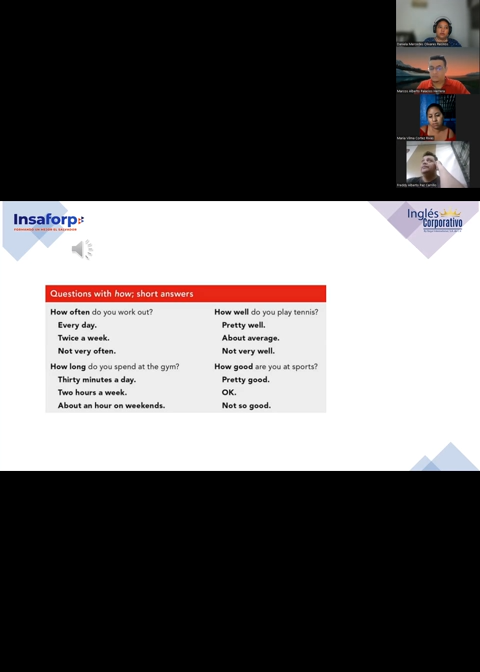 Insaforp
Inglés
Corporativo
Questions with how; short answers
How often do you work out?
Every day.
Twice a week.
Not very often.
How long do you spend at the gym?
Thirty minutes a day.
Two hours a week.
About an hour on weekends.
How well do you play tennis?
Pretty well.
About average.
Not very well.
How good are you at sports?
Pretty good.
OK.
Not so good.